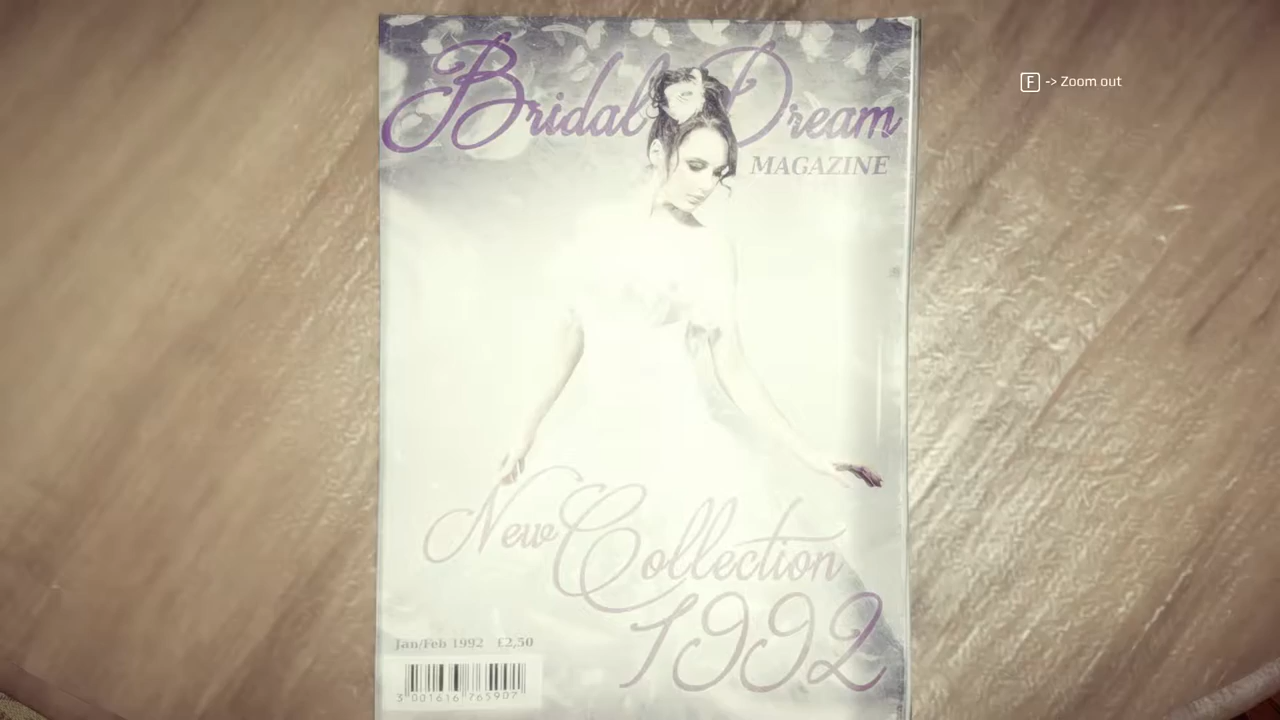 Bridal Dream
MAGAZINE
F -> Zoom out
New Collection
1992
Jan/Feb 1992 £2,50
3 001616 765907